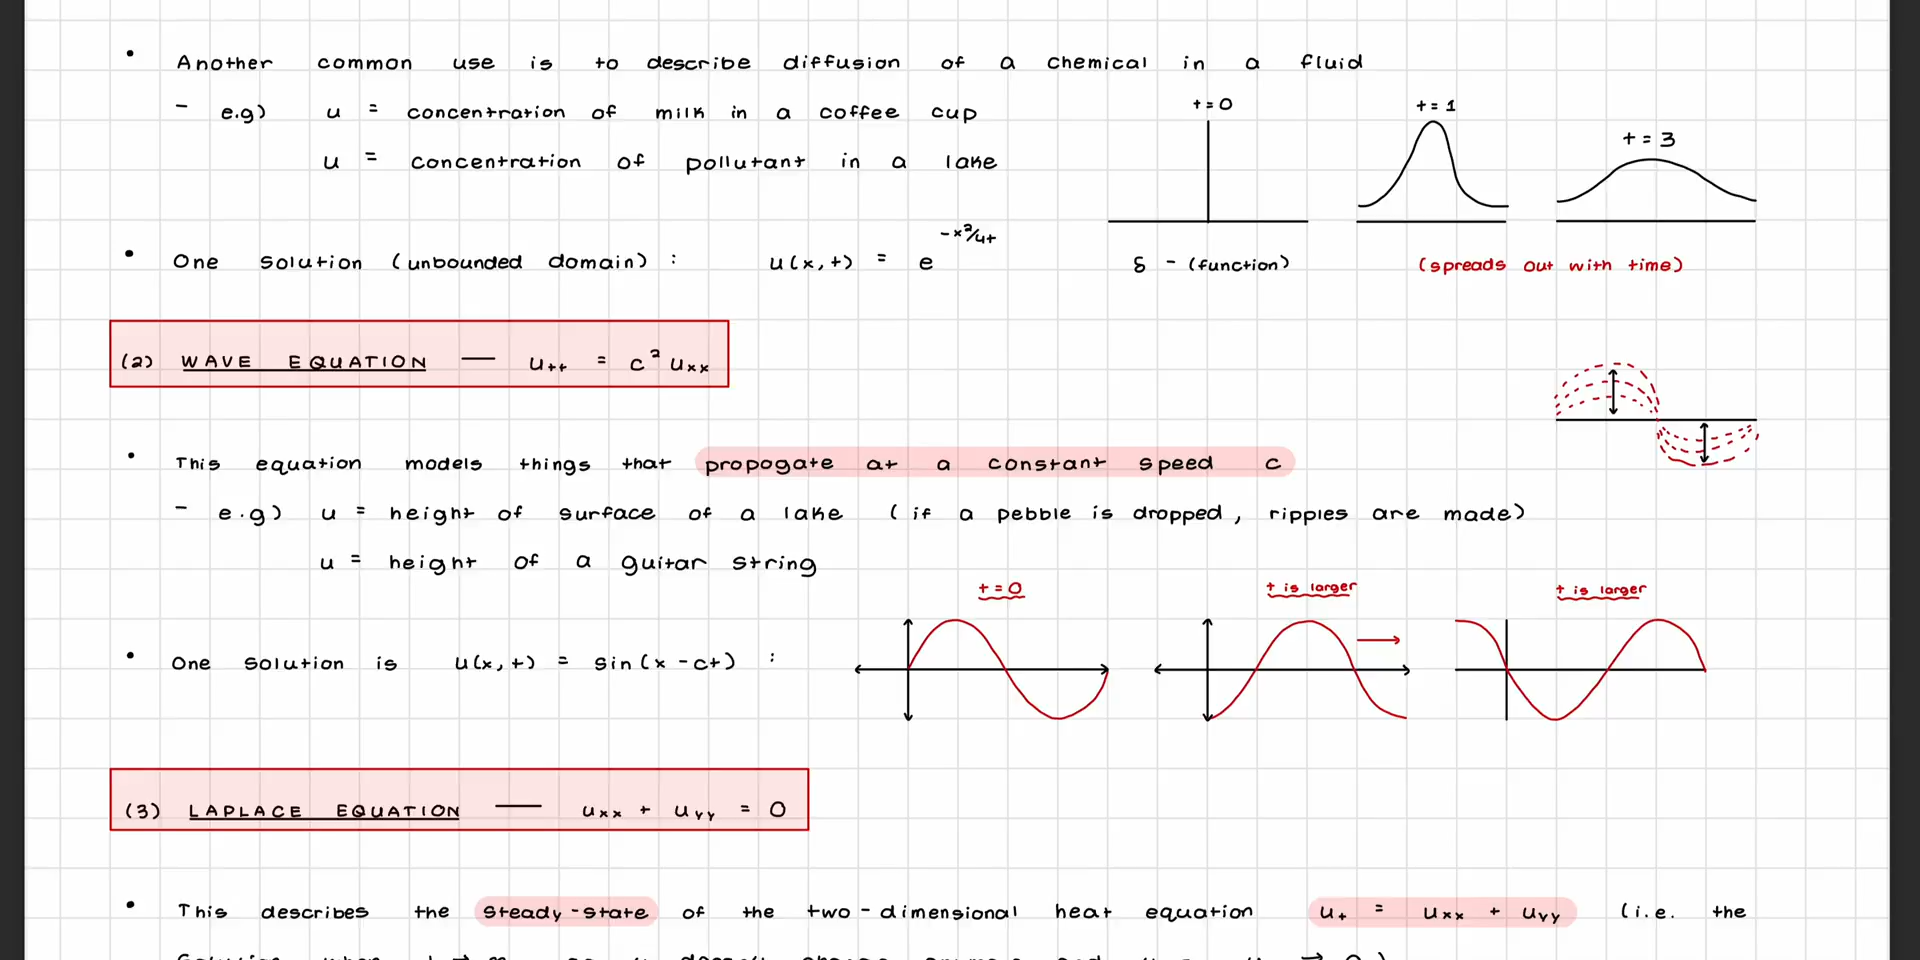 • Another common use is to describe diffusion of a chemical in a fluid
- e.g) u = concentration of milk in a coffee cup
u = concentration of pollutant in a lake
t = 0
t = 1
t = 3
• One solution (unbounded domain) : u(x,t) = e^-x²/4t
δ - (function)
(spreads out with time)
(2) WAVE EQUATION — u_tt = c² u_xx
• This equation models things that propogate at a constant speed c
- e.g) u = height of surface of a lake (if a pebble is dropped, ripples are made)
u = height of a guitar string
t = 0
t is larger
t is larger
• One solution is u(x,t) = sin(x - ct) :
(3) LAPLACE EQUATION — u_xx + u_yy = 0
• This describes the steady-state of the two-dimensional heat equation u_t = u_xx + u_yy (i.e. the